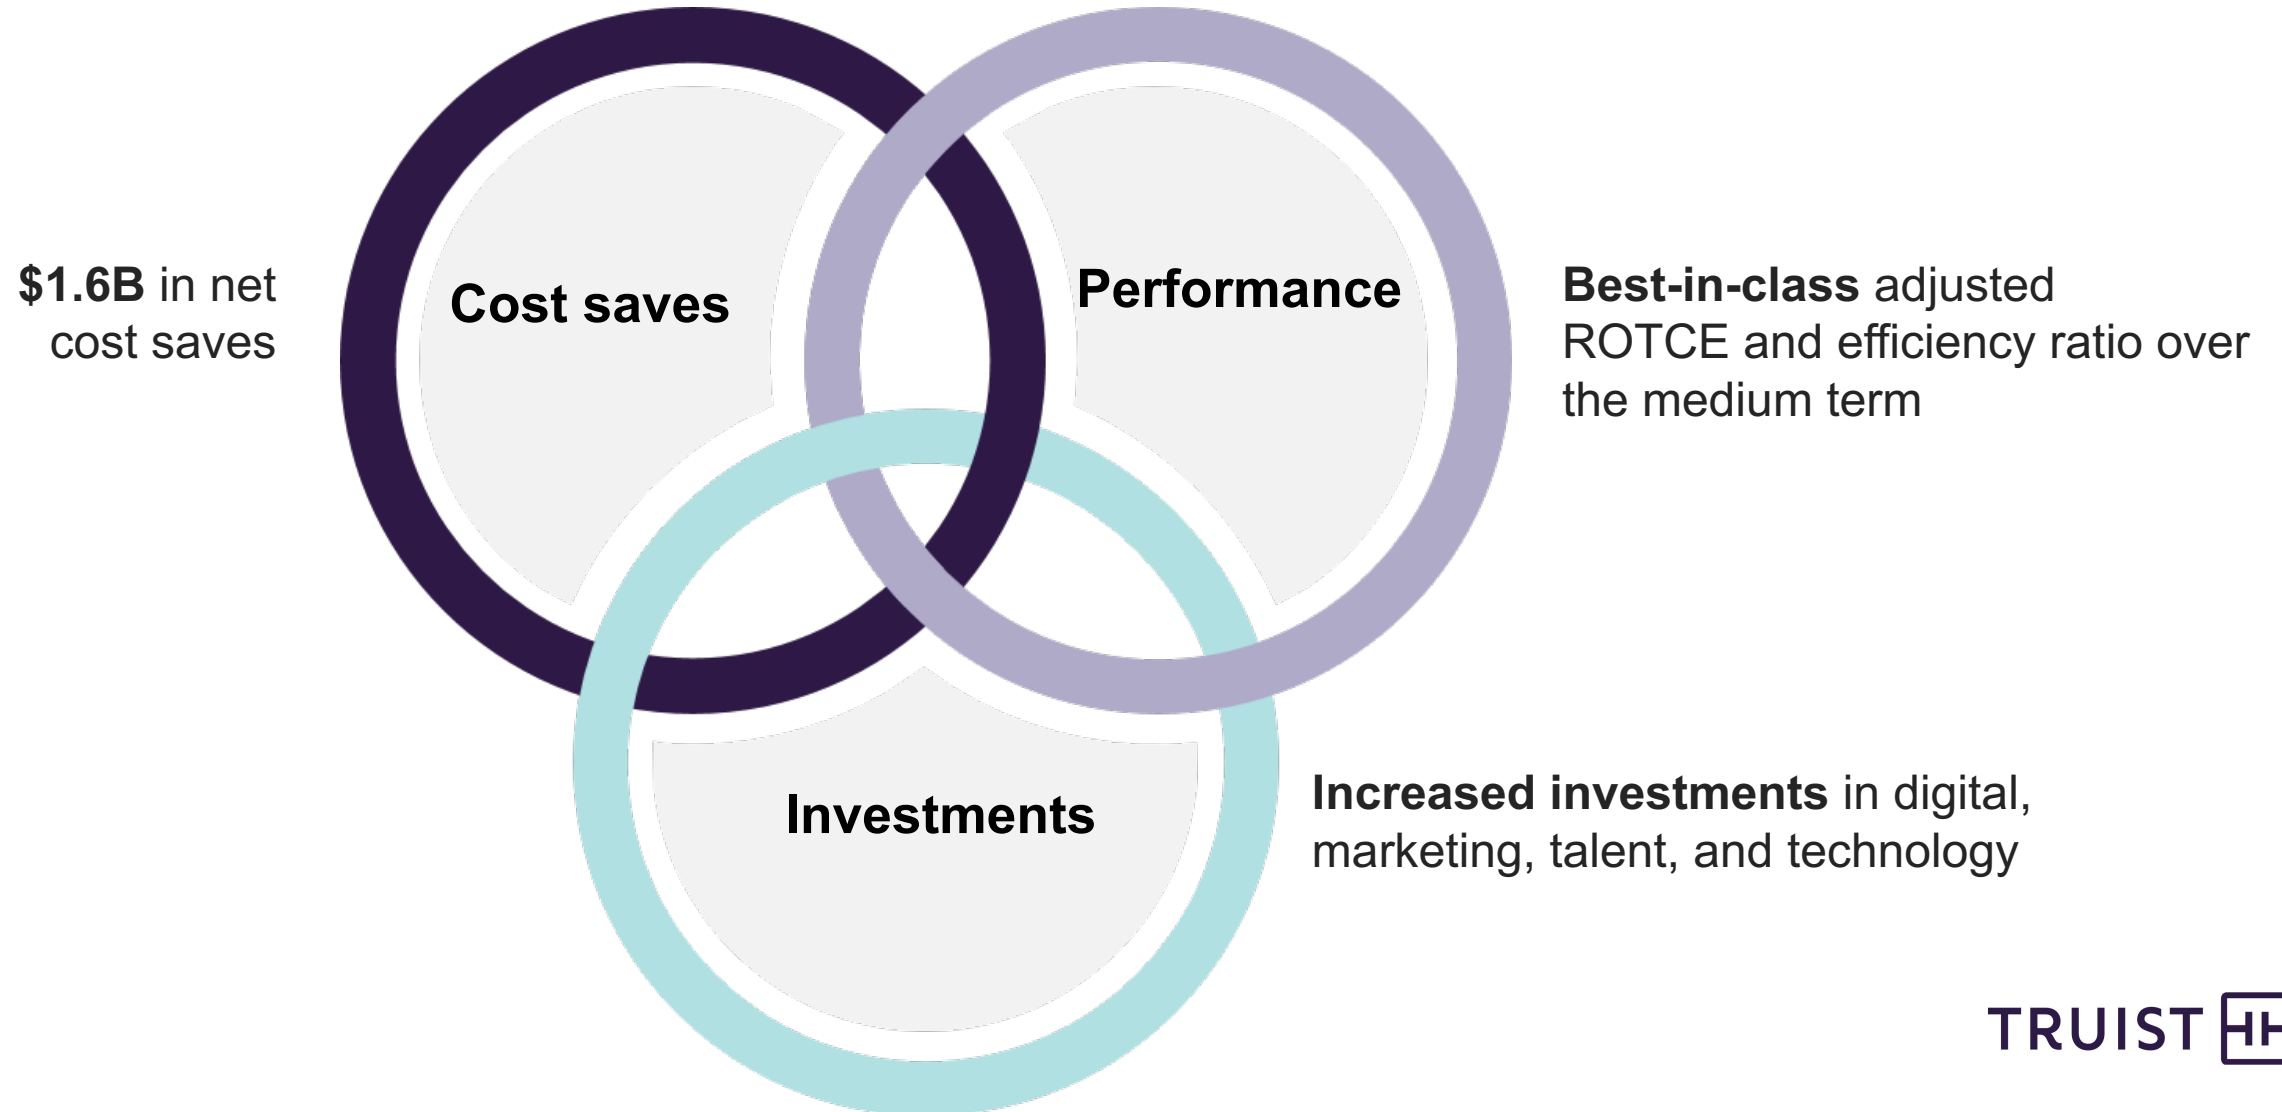 $1.6B in net
cost saves
Cost saves
Performance
Best-in-class adjusted
ROTCE and efficiency ratio over
the medium term
Investments
Increased investments in digital,
marketing, talent, and technology
TRUIST